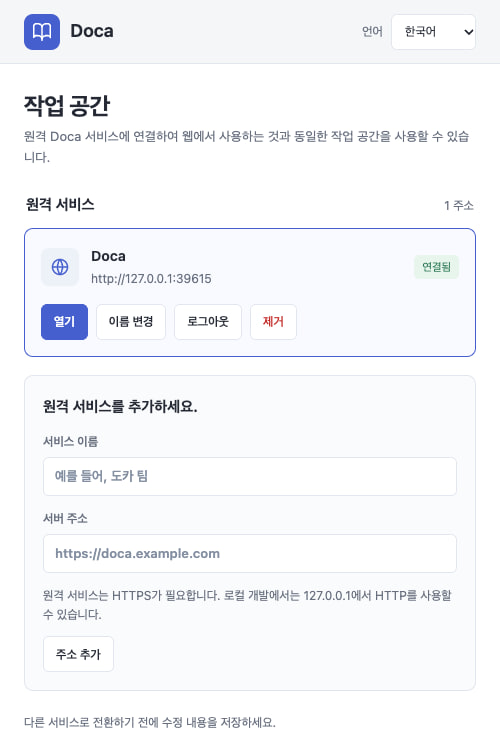 Doca
언어
한국어
작업 공간
원격 Doca 서비스에 연결하여 웹에서 사용하는 것과 동일한 작업 공간을 사용할 수 있습
니다.
원격 서비스
1 주소
Doca
http://127.0.0.1:39615
연결됨
열기
이름 변경
로그아웃
제거
원격 서비스를 추가하세요.
서비스 이름
예를 들어, 도카 팀
서버 주소
https://doca.example.com
원격 서비스는 HTTPS가 필요합니다. 로컬 개발에서는 127.0.0.1에서 HTTP를 사용할
수 있습니다.
주소 추가
다른 서비스로 전환하기 전에 수정 내용을 저장하세요.